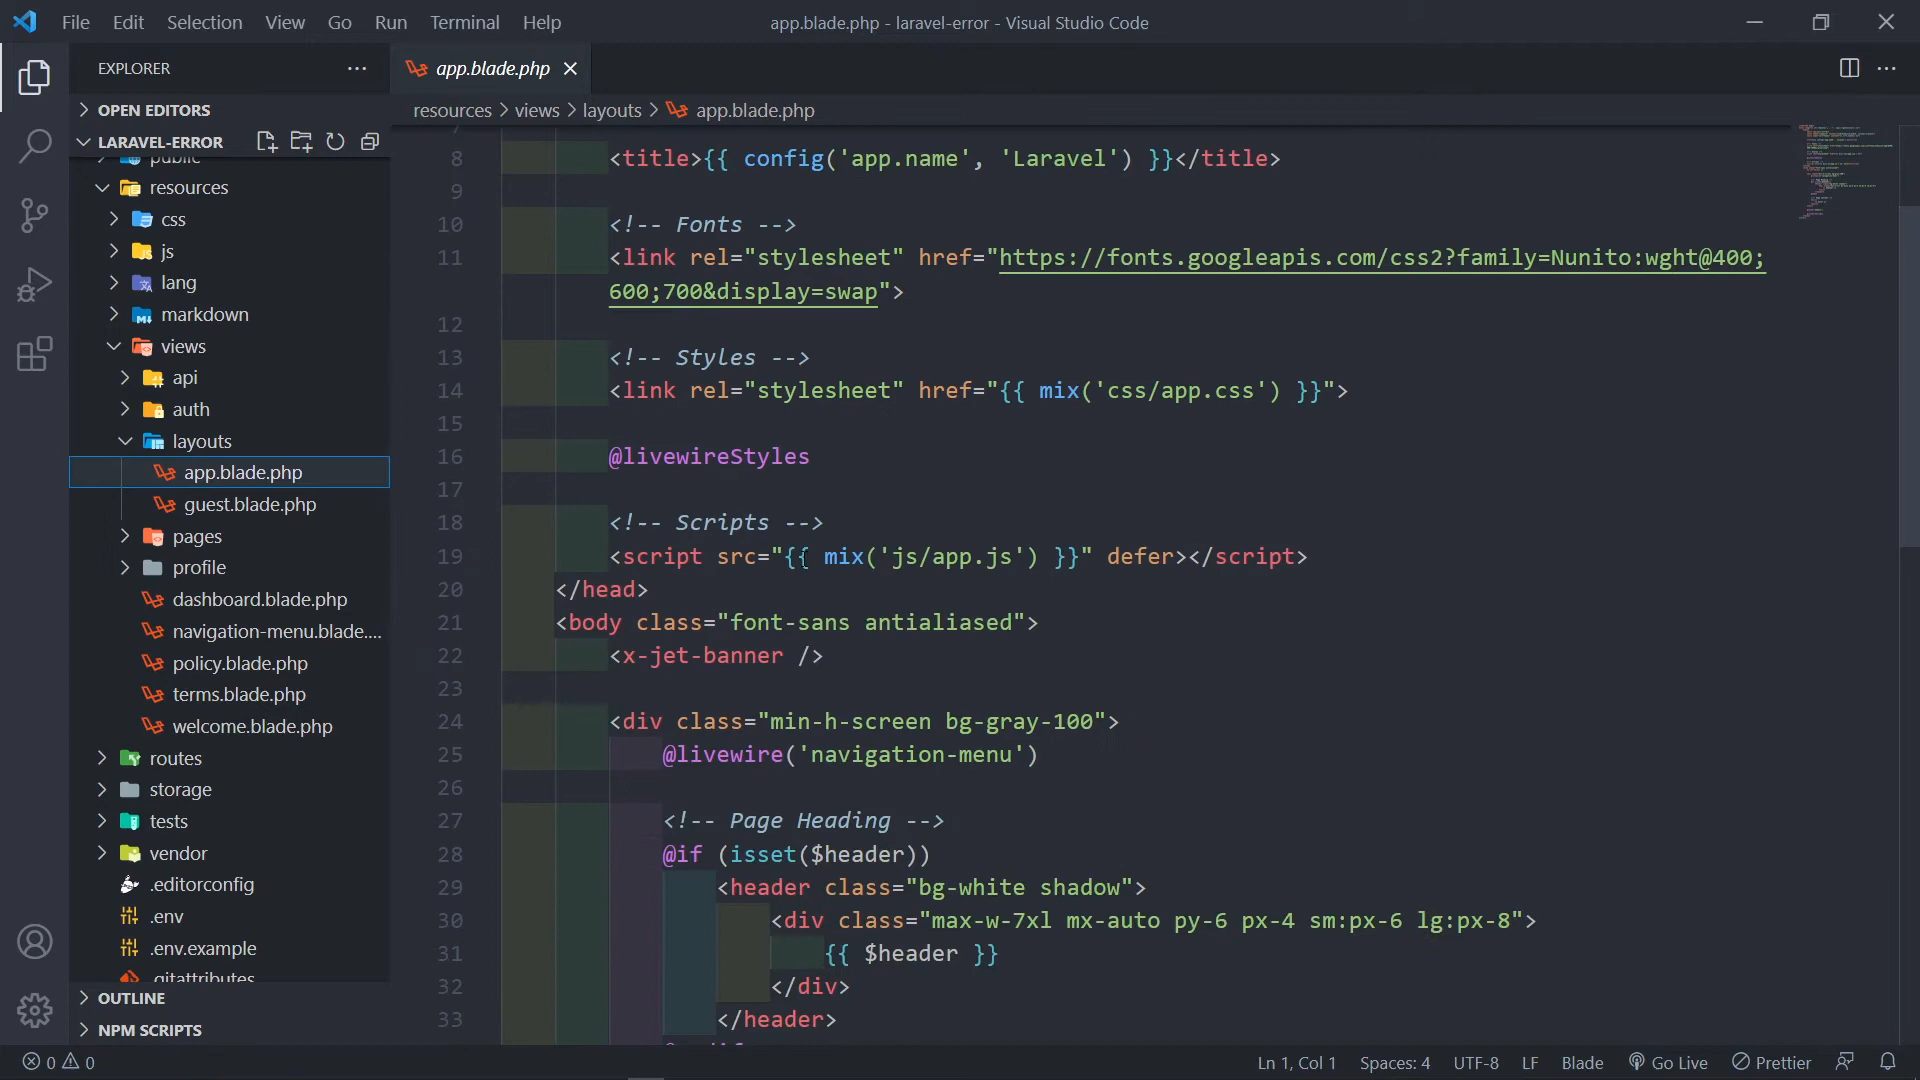 File Edit Selection View Go Run Terminal Help
app.blade.php - laravel-error - Visual Studio Code
EXPLORER
OPEN EDITORS
LARAVEL-ERROR
public
resources
css
js
lang
markdown
views
api
auth
layouts
app.blade.php
guest.blade.php
pages
profile
dashboard.blade.php
navigation-menu.blade....
policy.blade.php
terms.blade.php
welcome.blade.php
routes
storage
tests
vendor
.editorconfig
.env
.env.example
.gitattributes
OUTLINE
NPM SCRIPTS
app.blade.php
resources > views > layouts > app.blade.php
7
8 <title>{{ config('app.name', 'Laravel') }}</title>
9
10 <!-- Fonts -->
11 <link rel="stylesheet" href="https://fonts.googleapis.com/css2?family=Nunito:wght@400;
600;700&display=swap">
12
13 <!-- Styles -->
14 <link rel="stylesheet" href="{{ mix('css/app.css') }}">
15
16 @livewireStyles
17
18 <!-- Scripts -->
19 <script src="{{ mix('js/app.js') }}" defer></script>
20 </head>
21 <body class="font-sans antialiased">
22 <x-jet-banner />
23
24 <div class="min-h-screen bg-gray-100">
25 @livewire('navigation-menu')
26
27 <!-- Page Heading -->
28 @if (isset($header))
29 <header class="bg-white shadow">
30 <div class="max-w-7xl mx-auto py-6 px-4 sm:px-6 lg:px-8">
31 {{ $header }}
32 </div>
33 </header>
0 0
Ln 1, Col 1 Spaces: 4 UTF-8 LF Blade Go Live Prettier